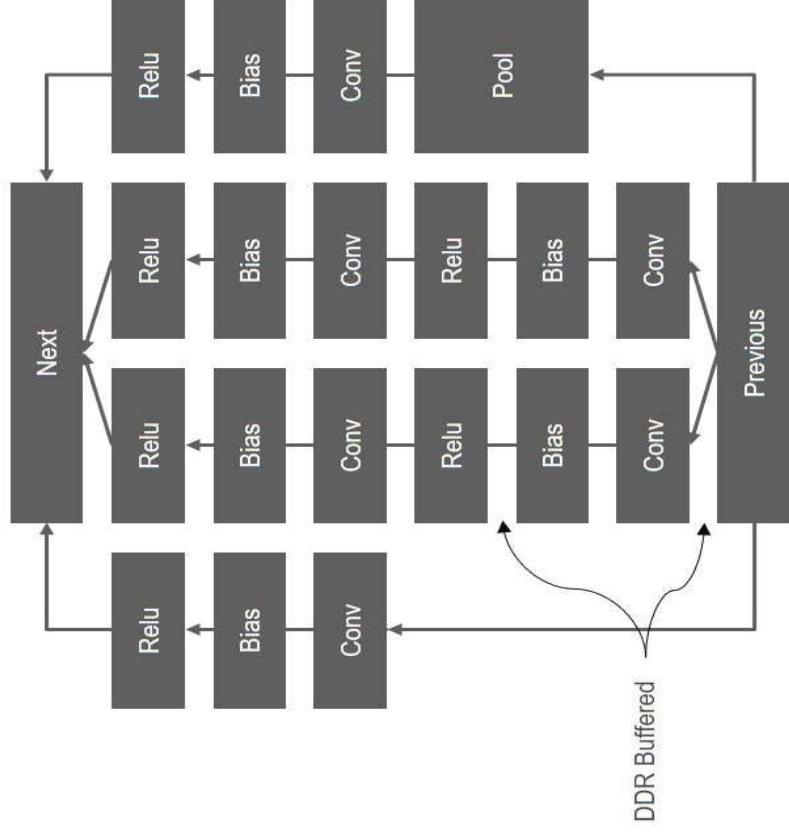 Next
Relu
Relu
Relu
Relu
Bias
Bias
Bias
Bias
Conv
Conv
Conv
Conv
Relu
Relu
Pool
Bias
Bias
Conv
Conv
Previous
DDR Buffered